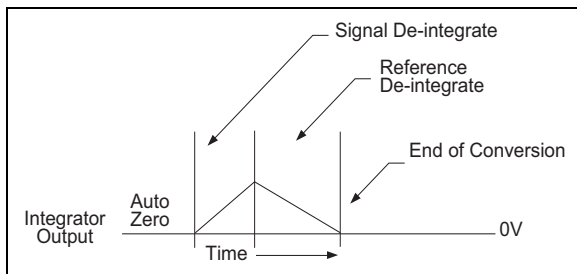 Signal De-integrate
Reference
De-integrate
End of Conversion
Auto
Zero
Integrator
Output
0V
Time